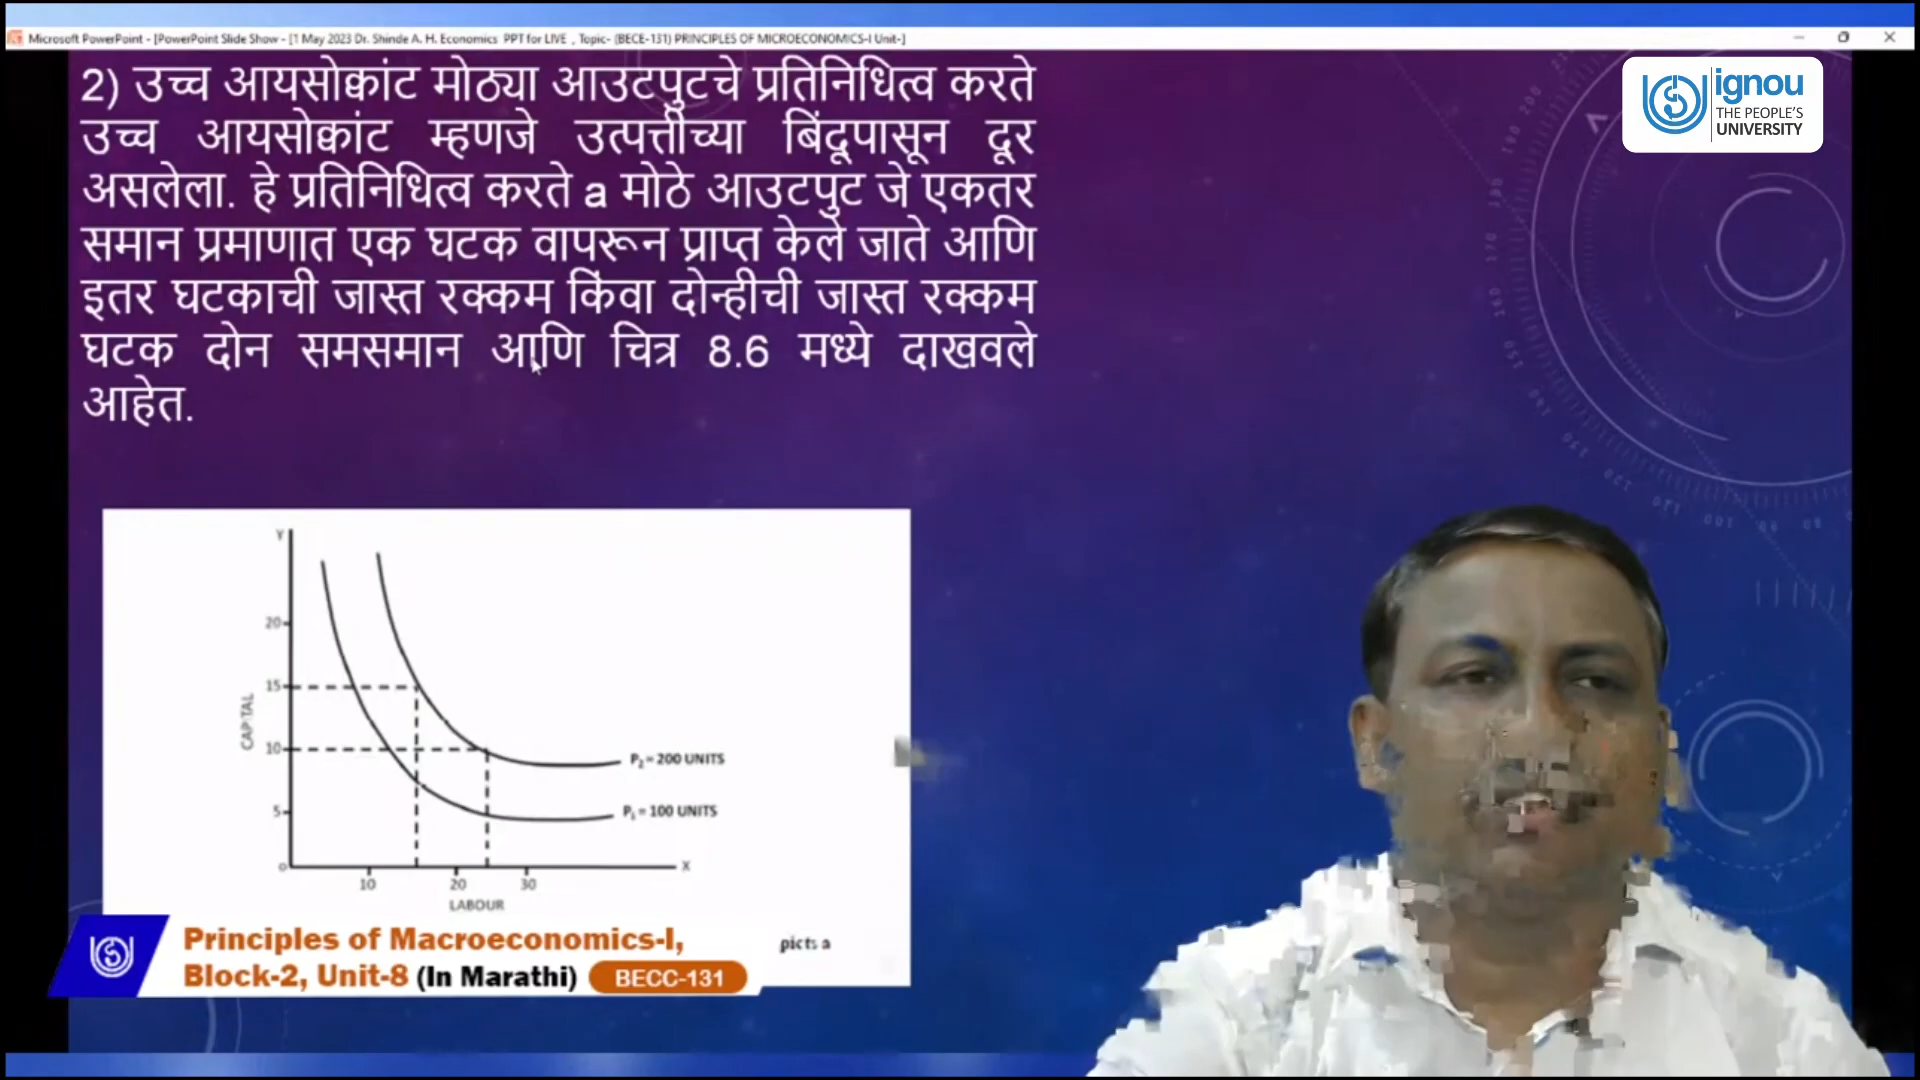 Microsoft PowerPoint - [PowerPoint Slide Show - [1 May 2023 Dr. Shinde A. H. Economics PPT for LIVE , Topic- (BECE-131) PRINCIPLES OF MICROECONOMICS-I Unit-]
ignou
THE PEOPLE'S
UNIVERSITY
2) उच्च आयसोक्वांट मोठ्या आउटपुटचे प्रतिनिधित्व करते
उच्च आयसोक्वांट म्हणजे उत्पत्तीच्या बिंदूपासून दूर
असलेला. हे प्रतिनिधित्व करते a मोठे आउटपुट जे एकतर
समान प्रमाणात एक घटक वापरून प्राप्त केले जाते आणि
इतर घटकाची जास्त रक्कम किंवा दोन्हीची जास्त रक्कम
घटक दोन समसमान आणि चित्र 8.6 मध्ये दाखवले
आहेत.
Y
20
15
10
5
0
CAPITAL
P₂ = 200 UNITS
P₁ = 100 UNITS
X
10 20 30
LABOUR
picts a
Principles of Macroeconomics-I,
Block-2, Unit-8 (In Marathi) BECC-131